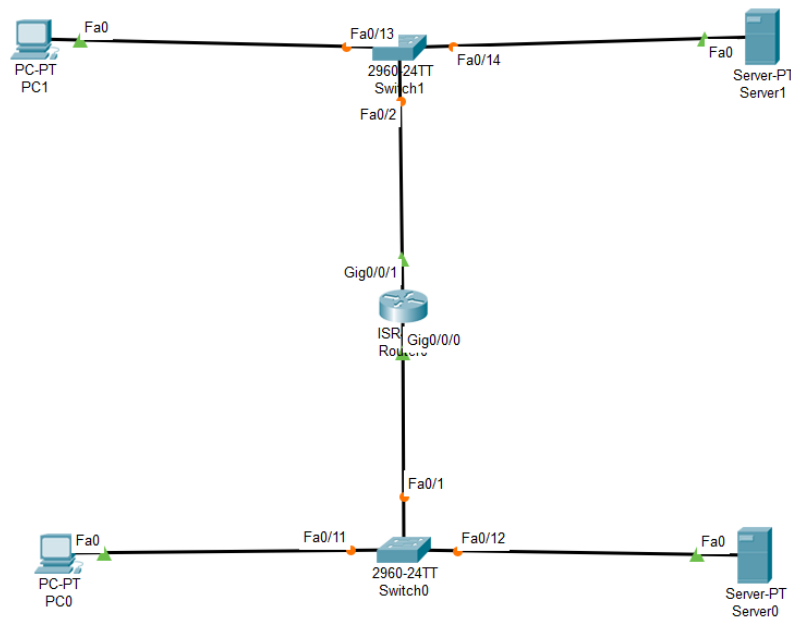 Fa0
Fa0/13
PC-PT
PC1
2960-24TT
Switch1
Fa0/14
Fa0
Server-PT
Server1
Fa0/2
Gig0/0/1
ISR
Gig0/0/0
Fa0/1
Fa0
Fa0/11
Fa0/12
Fa0
PC-PT
PC0
2960-24TT
Switch0
Server-PT
Server0